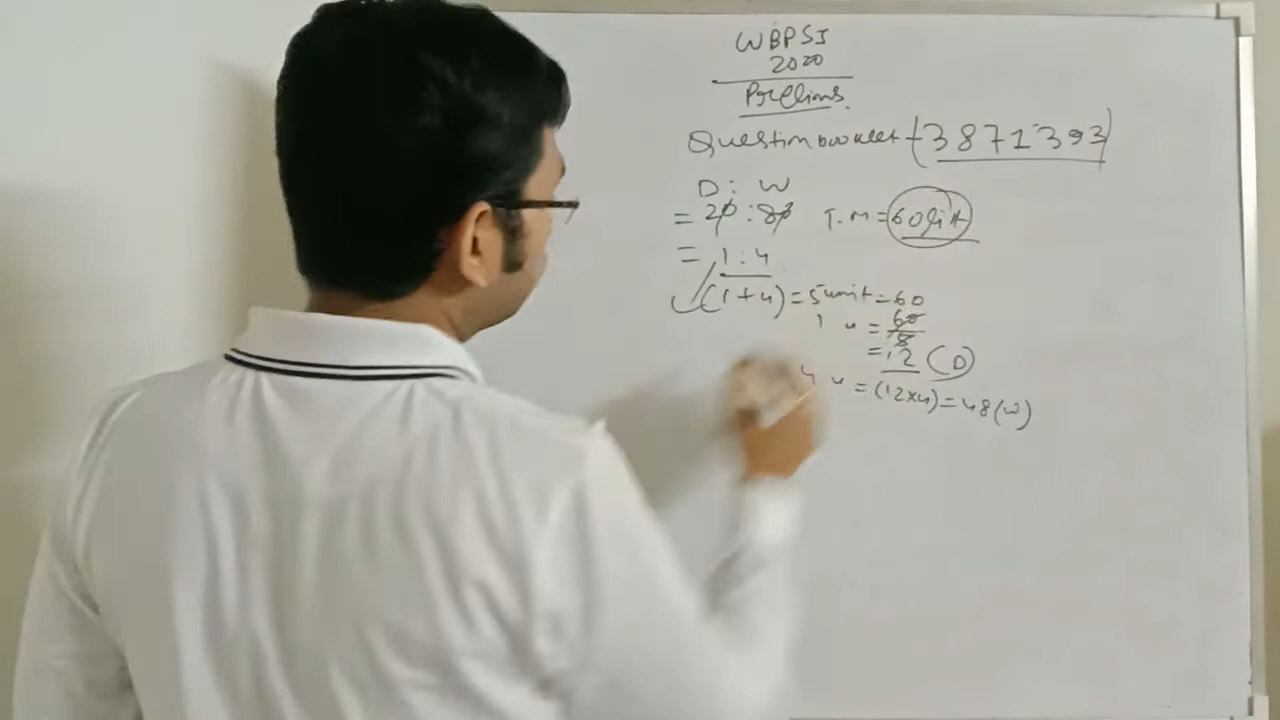 WBPSI
2020
Prelims.
Question booklet - (3871393)
D : W
= 20 : 80 T.M = 60 lit
= 1 : 4
(1+4) = 5 unit = 60
1 u = 60/5
= 12 (D)
4 u = (12×4) = 48 (W)